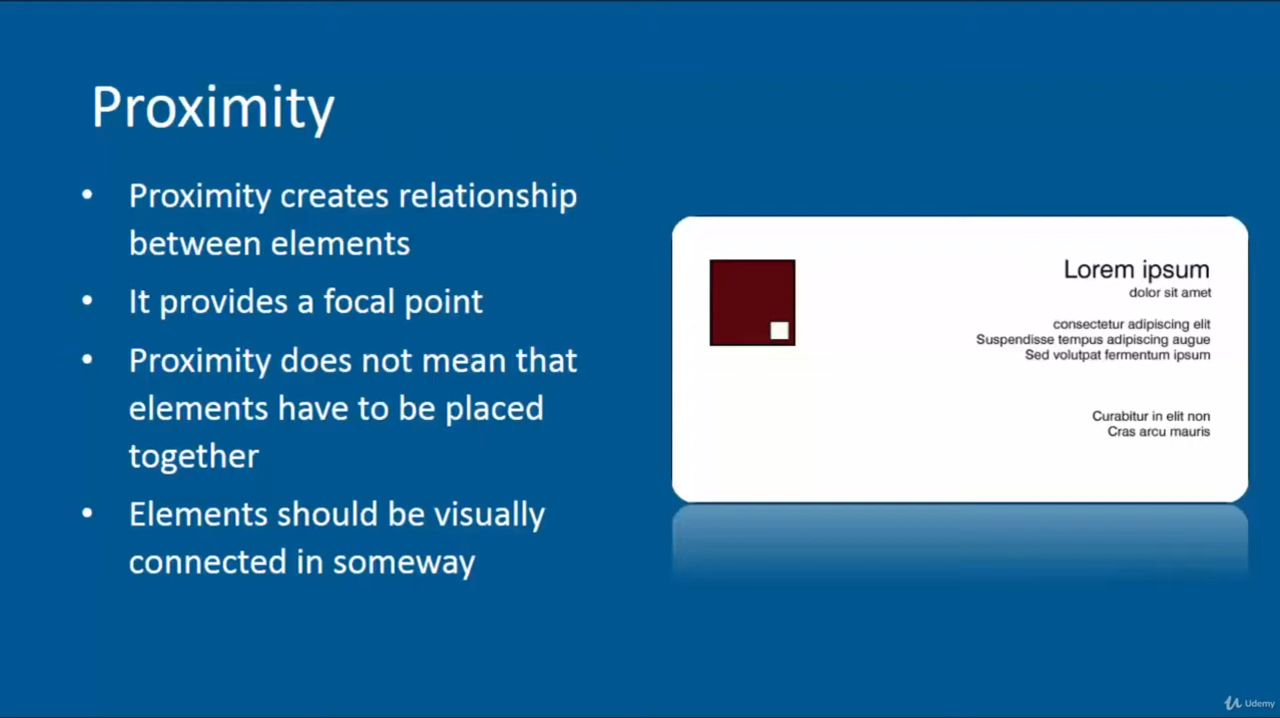 Proximity
• Proximity creates relationship
between elements
• It provides a focal point
• Proximity does not mean that
elements have to be placed
together
• Elements should be visually
connected in someway
Lorem ipsum
dolor sit amet
consectetur adipiscing elit
Suspendisse tempus adipiscing augue
Sed volutpat fermentum ipsum
Curabitur in elit non
Cras arcu mauris
Udemy